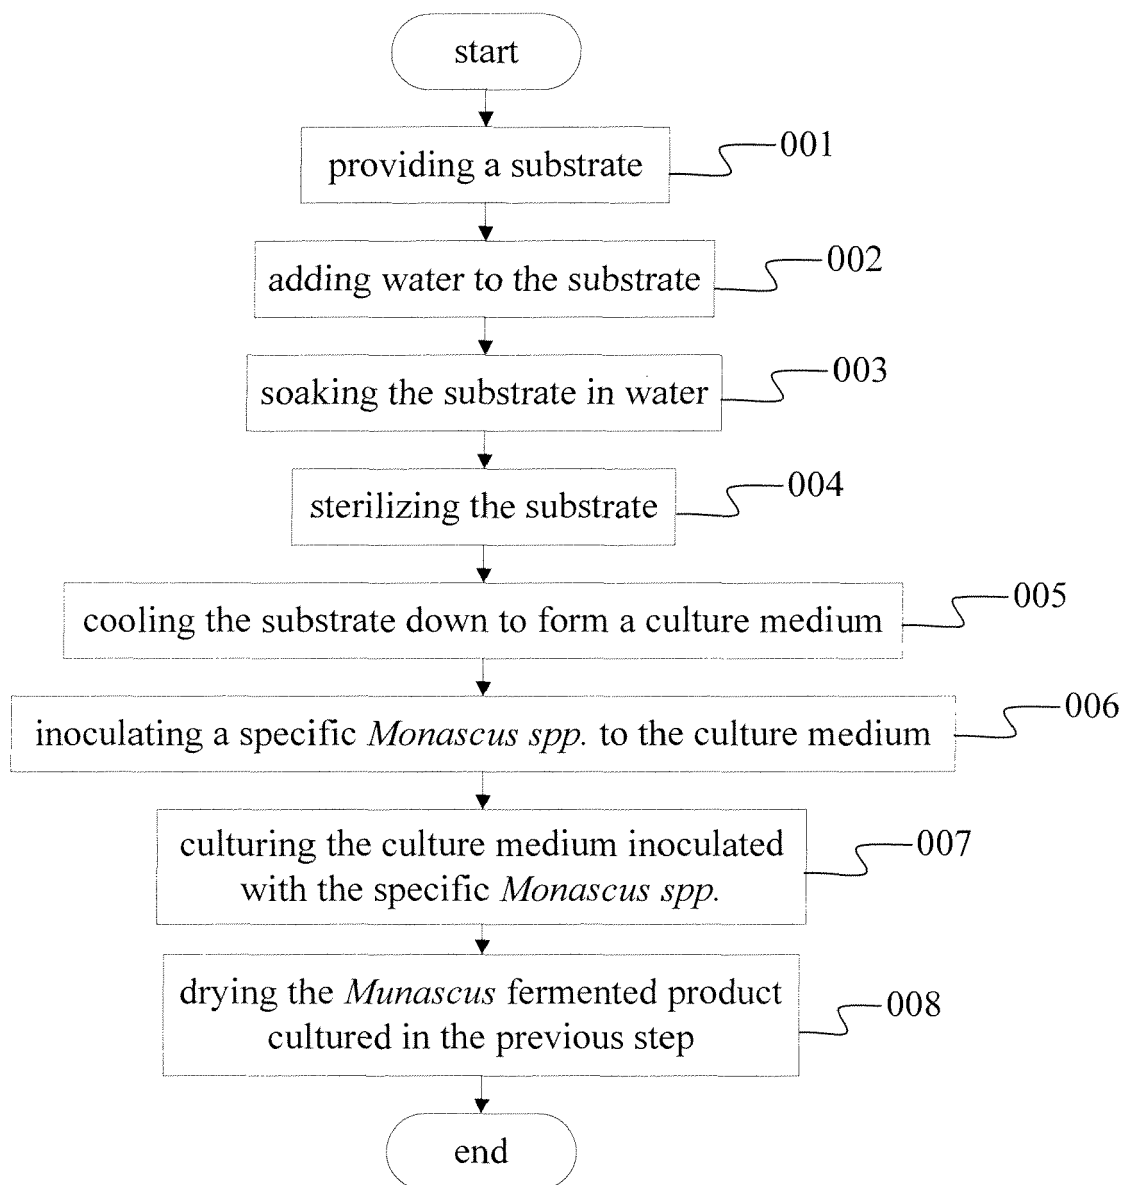 start
providing a substrate
001
adding water to the substrate
002
soaking the substrate in water
003
sterilizing the substrate
004
cooling the substrate down to form a culture medium
005
inoculating a specific Monascus spp. to the culture medium
006
culturing the culture medium inoculated
with the specific Monascus spp.
007
drying the Munascus fermented product
cultured in the previous step
008
end